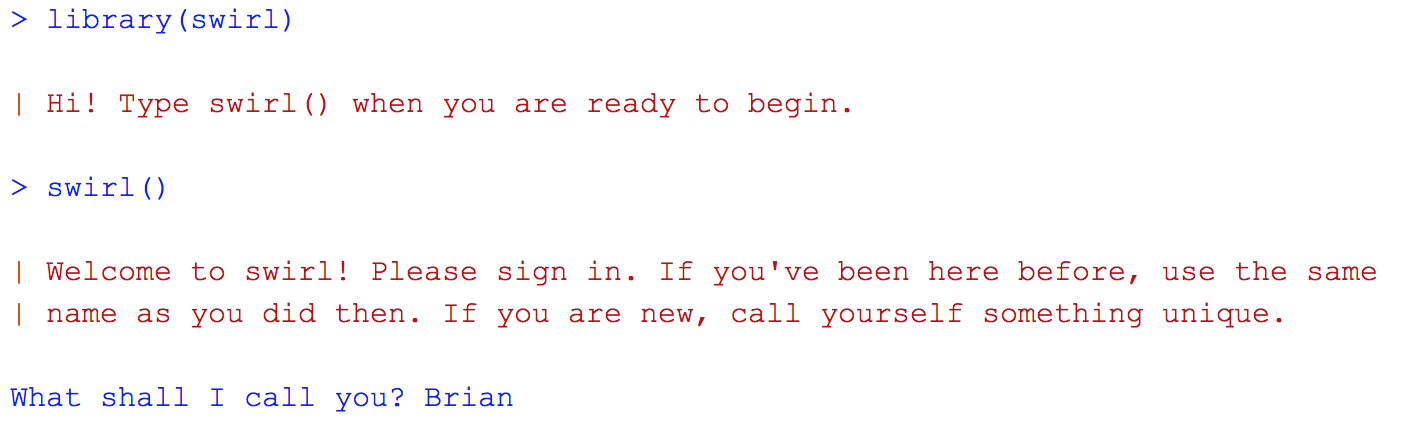 > library(swirl)
| Hi! Type swirl() when you are ready to begin.
> swirl()
| Welcome to swirl! Please sign in. If you've been here before, use the same
| name as you did then. If you are new, call yourself something unique.
What shall I call you? Brian